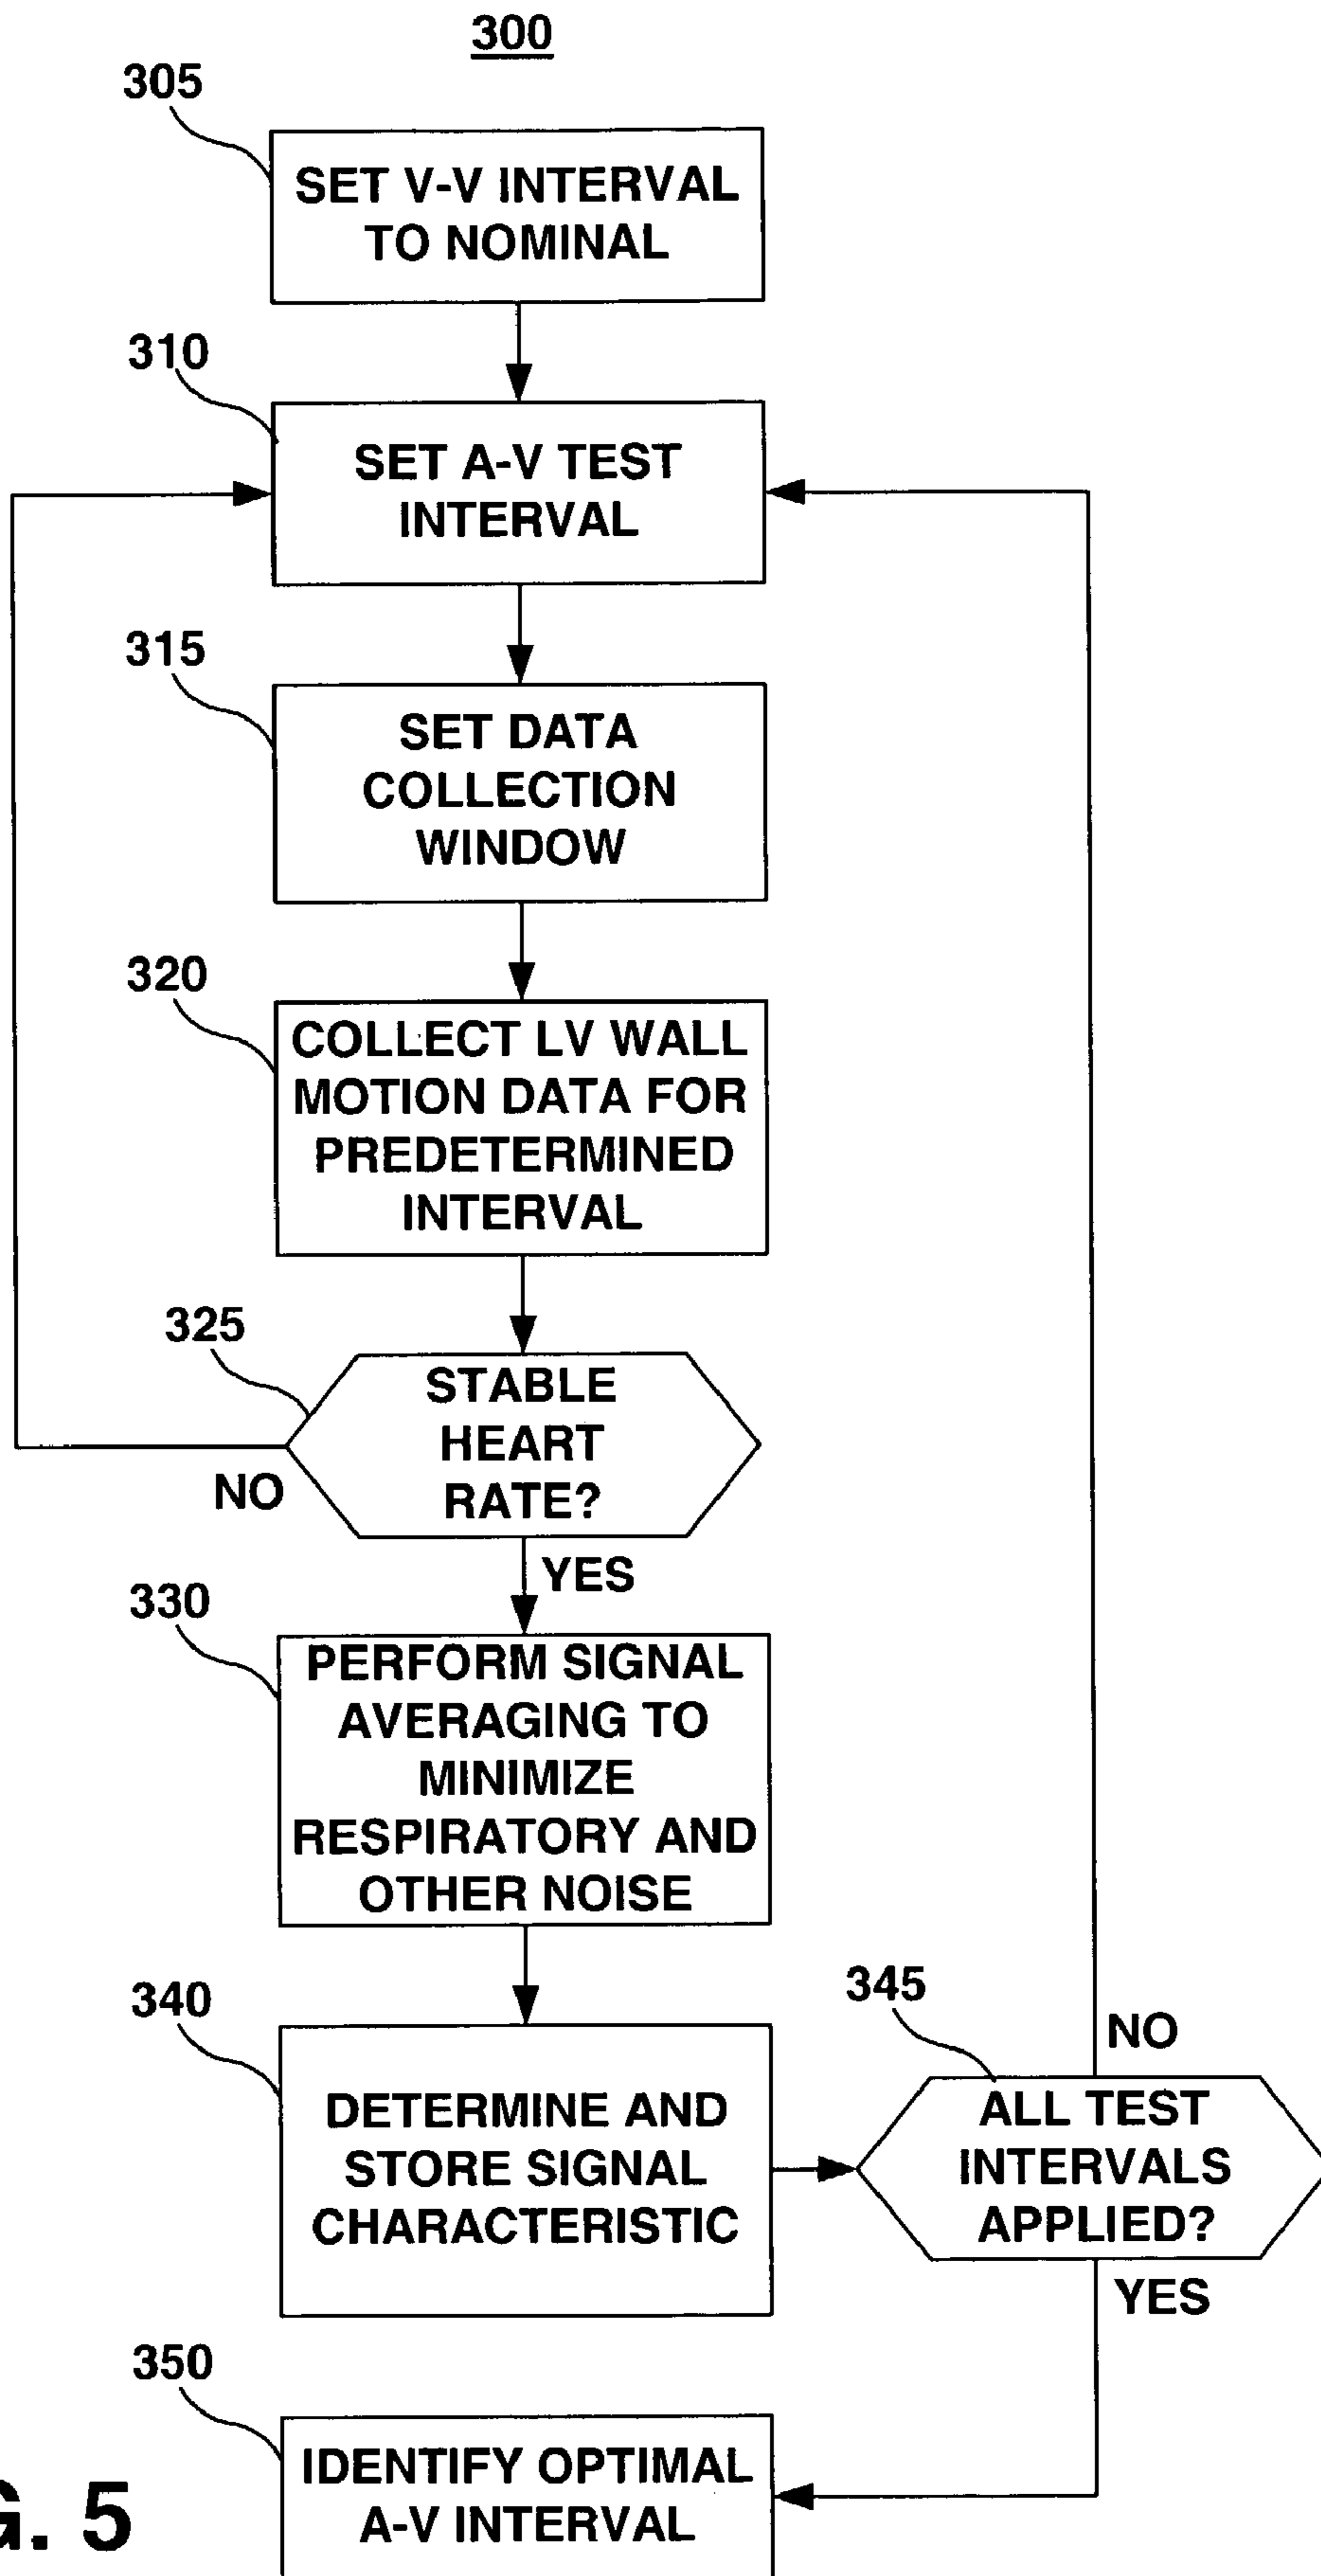 300
305
SET V-V INTERVAL
TO NOMINAL
310
SET A-V TEST
INTERVAL
315
SET DATA
COLLECTION
WINDOW
320
COLLECT LV WALL
MOTION DATA FOR
PREDETERMINED
INTERVAL
325
STABLE
HEART
RATE?
NO
YES
330
PERFORM SIGNAL
AVERAGING TO
MINIMIZE
RESPIRATORY AND
OTHER NOISE
340
DETERMINE AND
STORE SIGNAL
CHARACTERISTIC
345
NO
ALL TEST
INTERVALS
APPLIED?
YES
350
IDENTIFY OPTIMAL
A-V INTERVAL
G. 5